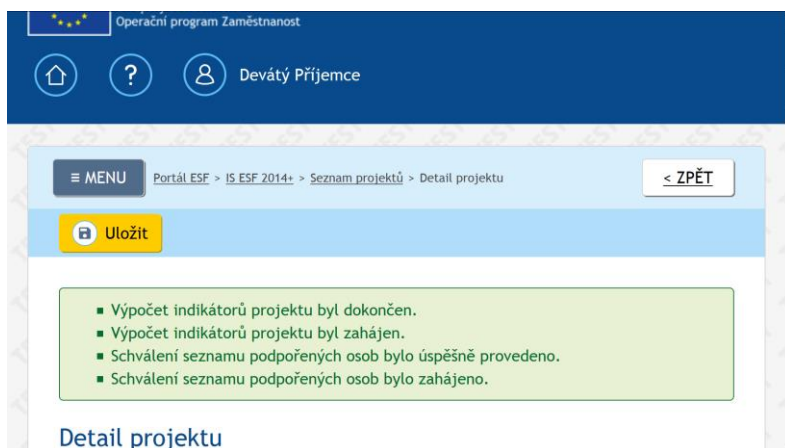 Operační program Zaměstnanost
? Devátý Příjemce
≡ MENU Portál ESF > IS ESF 2014+ > Seznam projektů > Detail projektu < ZPĚT
Uložit
▪ Výpočet indikátorů projektu byl dokončen.
▪ Výpočet indikátorů projektu byl zahájen.
▪ Schválení seznamu podpořených osob bylo úspěšně provedeno.
▪ Schválení seznamu podpořených osob bylo zahájeno.
Detail projektu